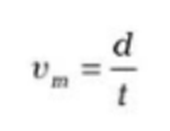 v_m = d/t